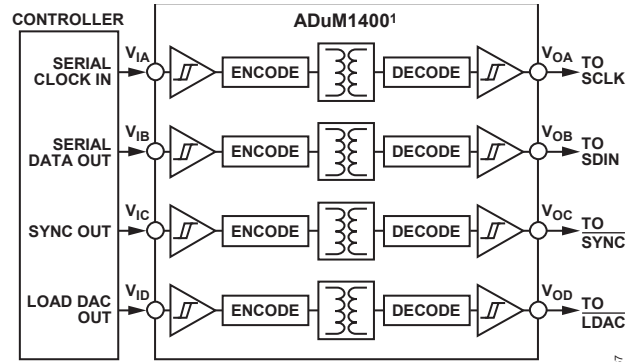 CONTROLLER
ADuM1400¹
SERIAL
CLOCK IN
V_IA
ENCODE
DECODE
V_OA
TO
SCLK
SERIAL
DATA OUT
V_IB
ENCODE
DECODE
V_OB
TO
SDIN
SYNC OUT
V_IC
ENCODE
DECODE
V_OC
TO
SYNC
LOAD DAC
OUT
V_ID
ENCODE
DECODE
V_OD
TO
LDAC